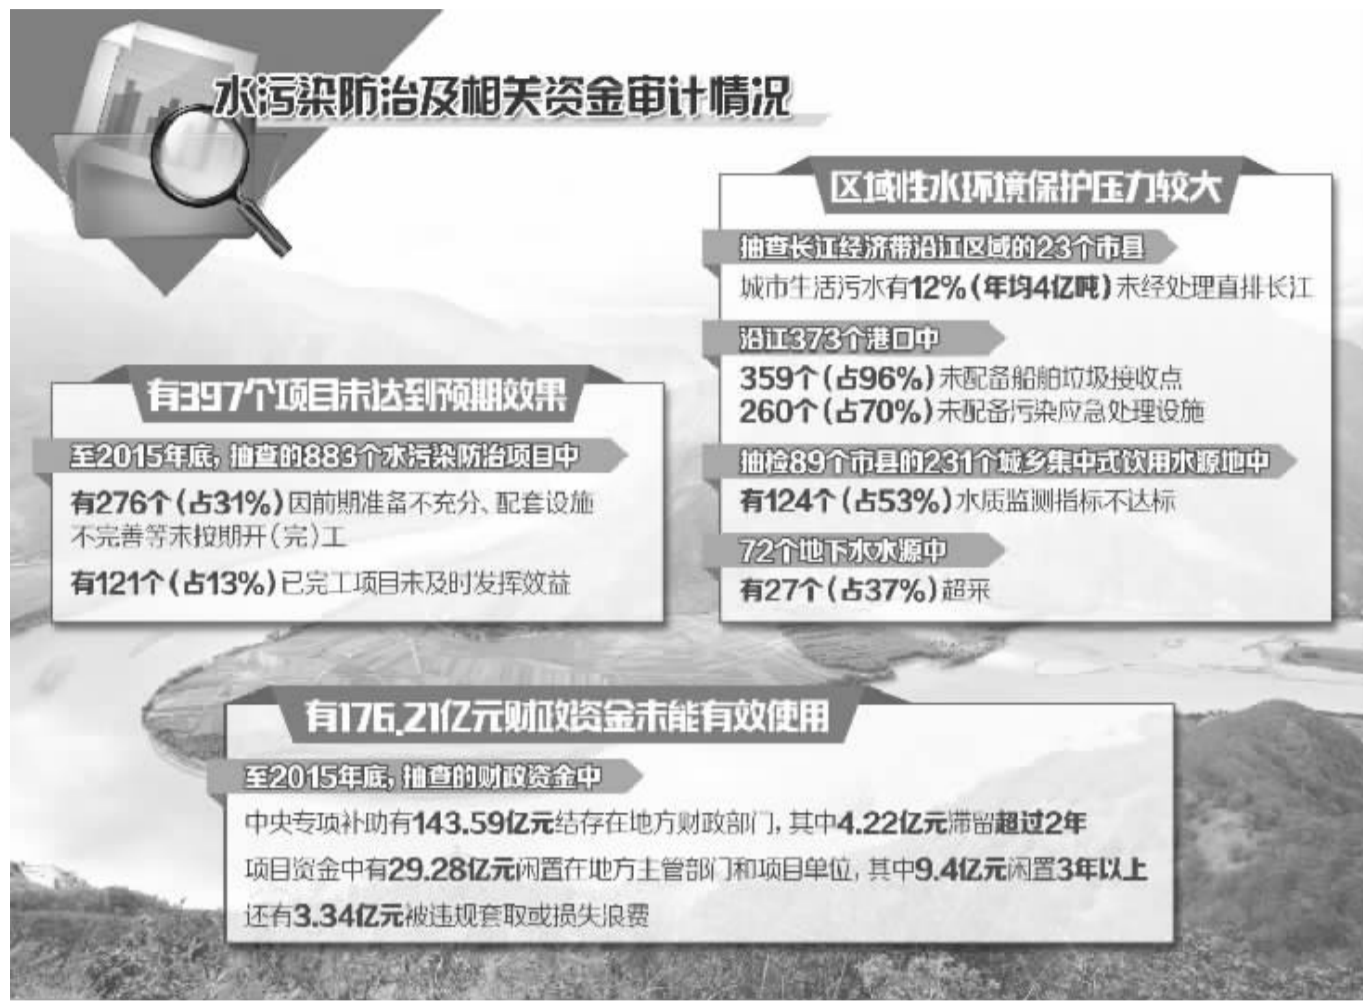 水污染防治及相关资金审计情况
区域性水环境保护压力较大
抽查长江经济带沿江区域的23个市县
城市生活污水有12%(年均4亿吨)未经处理直排长江
沿江373个港口中
359个(占96%)未配备船舶垃圾接收点
260个(占70%)未配备污染应急处理设施
抽检89个市县的231个城乡集中式饮用水源地中
有124个(占53%)水质监测指标不达标
72个地下水水源中
有27个(占37%)超采
有397个项目未达到预期效果
至2015年底,抽查的883个水污染防治项目中
有276个(占31%)因前期准备不充分、配套设施
不完善等未按期开(完)工
有121个(占13%)已完工项目未及时发挥效益
有176.21亿元财政资金未能有效使用
至2015年底,抽查的财政资金中
中央专项补助有143.59亿元结存在地方财政部门,其中4.22亿元滞留超过2年
项目资金中有29.28亿元闲置在地方主管部门和项目单位,其中9.4亿元闲置3年以上
还有3.34亿元被违规套取或损失浪费